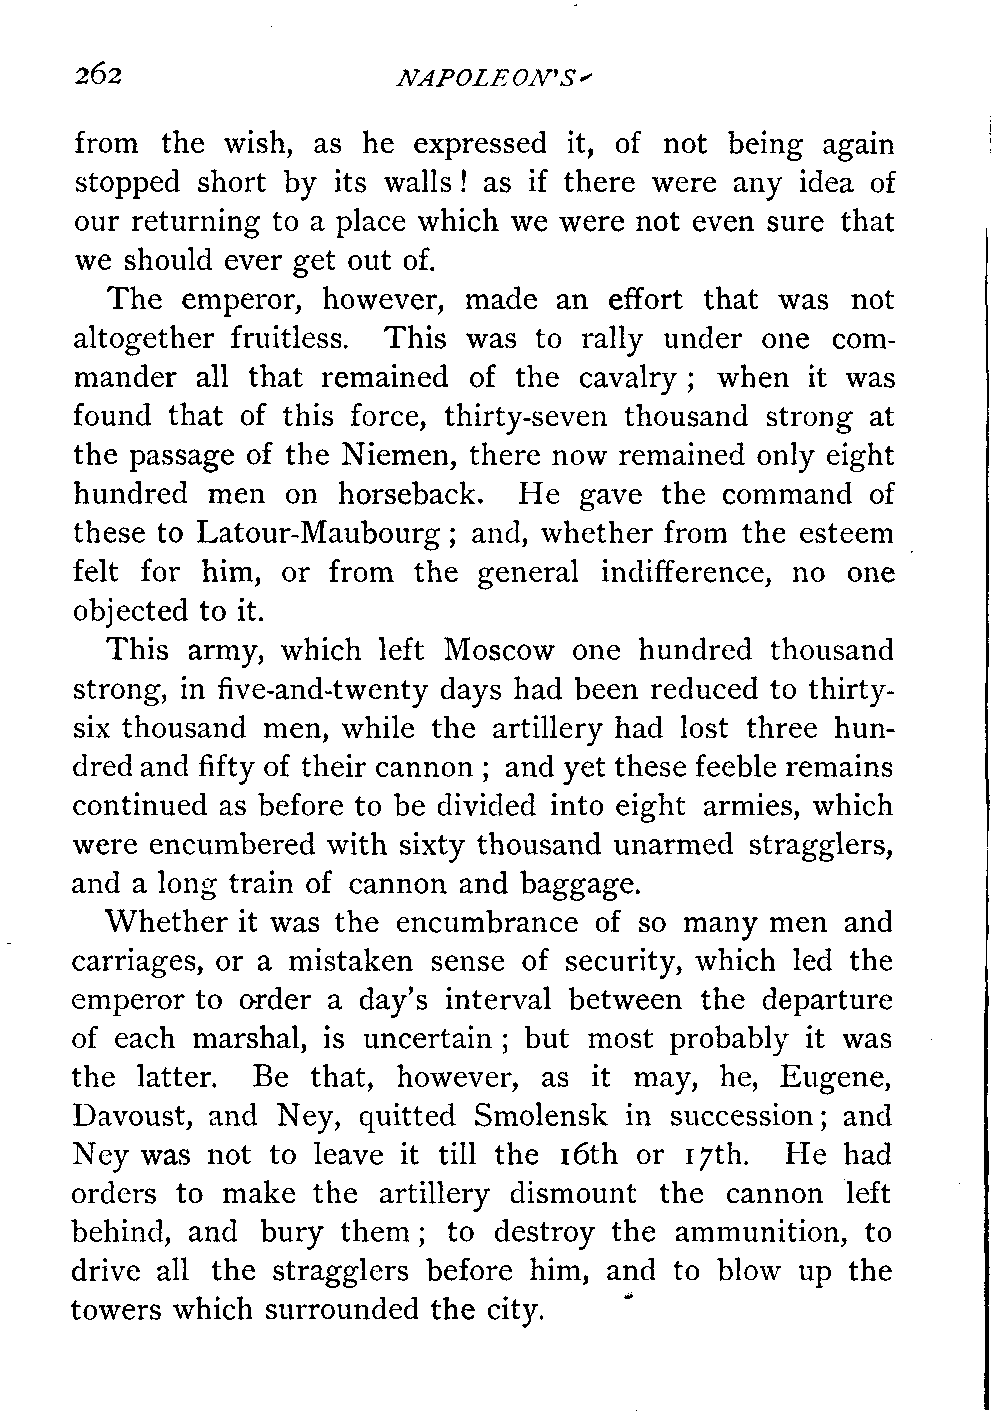 262 NAPOLEON'S
from the wish, as he expressed it, of not being again
stopped short by its walls! as if there were any idea of
our returning to a place which we were not even sure that
we should ever get out of.
The emperor, however, made an effort that was not
altogether fruitless. This was to rally under one com-
mander all that remained of the cavalry; when it was
found that of this force, thirty-seven thousand strong at
the passage of the Niemen, there now remained only eight
hundred men on horseback. He gave the command of
these to Latour-Maubourg; and, whether from the esteem
felt for him, or from the general indifference, no one
objected to it.
This army, which left Moscow one hundred thousand
strong, in five-and-twenty days had been reduced to thirty-
six thousand men, while the artillery had lost three hun-
dred and fifty of their cannon; and yet these feeble remains
continued as before to be divided into eight armies, which
were encumbered with sixty thousand unarmed stragglers,
and a long train of cannon and baggage.
Whether it was the encumbrance of so many men and
carriages, or a mistaken sense of security, which led the
emperor to order a day's interval between the departure
of each marshal, is uncertain; but most probably it was
the latter. Be that, however, as it may, he, Eugene,
Davoust, and Ney, quitted Smolensk in succession; and
Ney was not to leave it till the 16th or 17th. He had
orders to make the artillery dismount the cannon left
behind, and bury them; to destroy the ammunition, to
drive all the stragglers before him, and to blow up the
towers which surrounded the city.